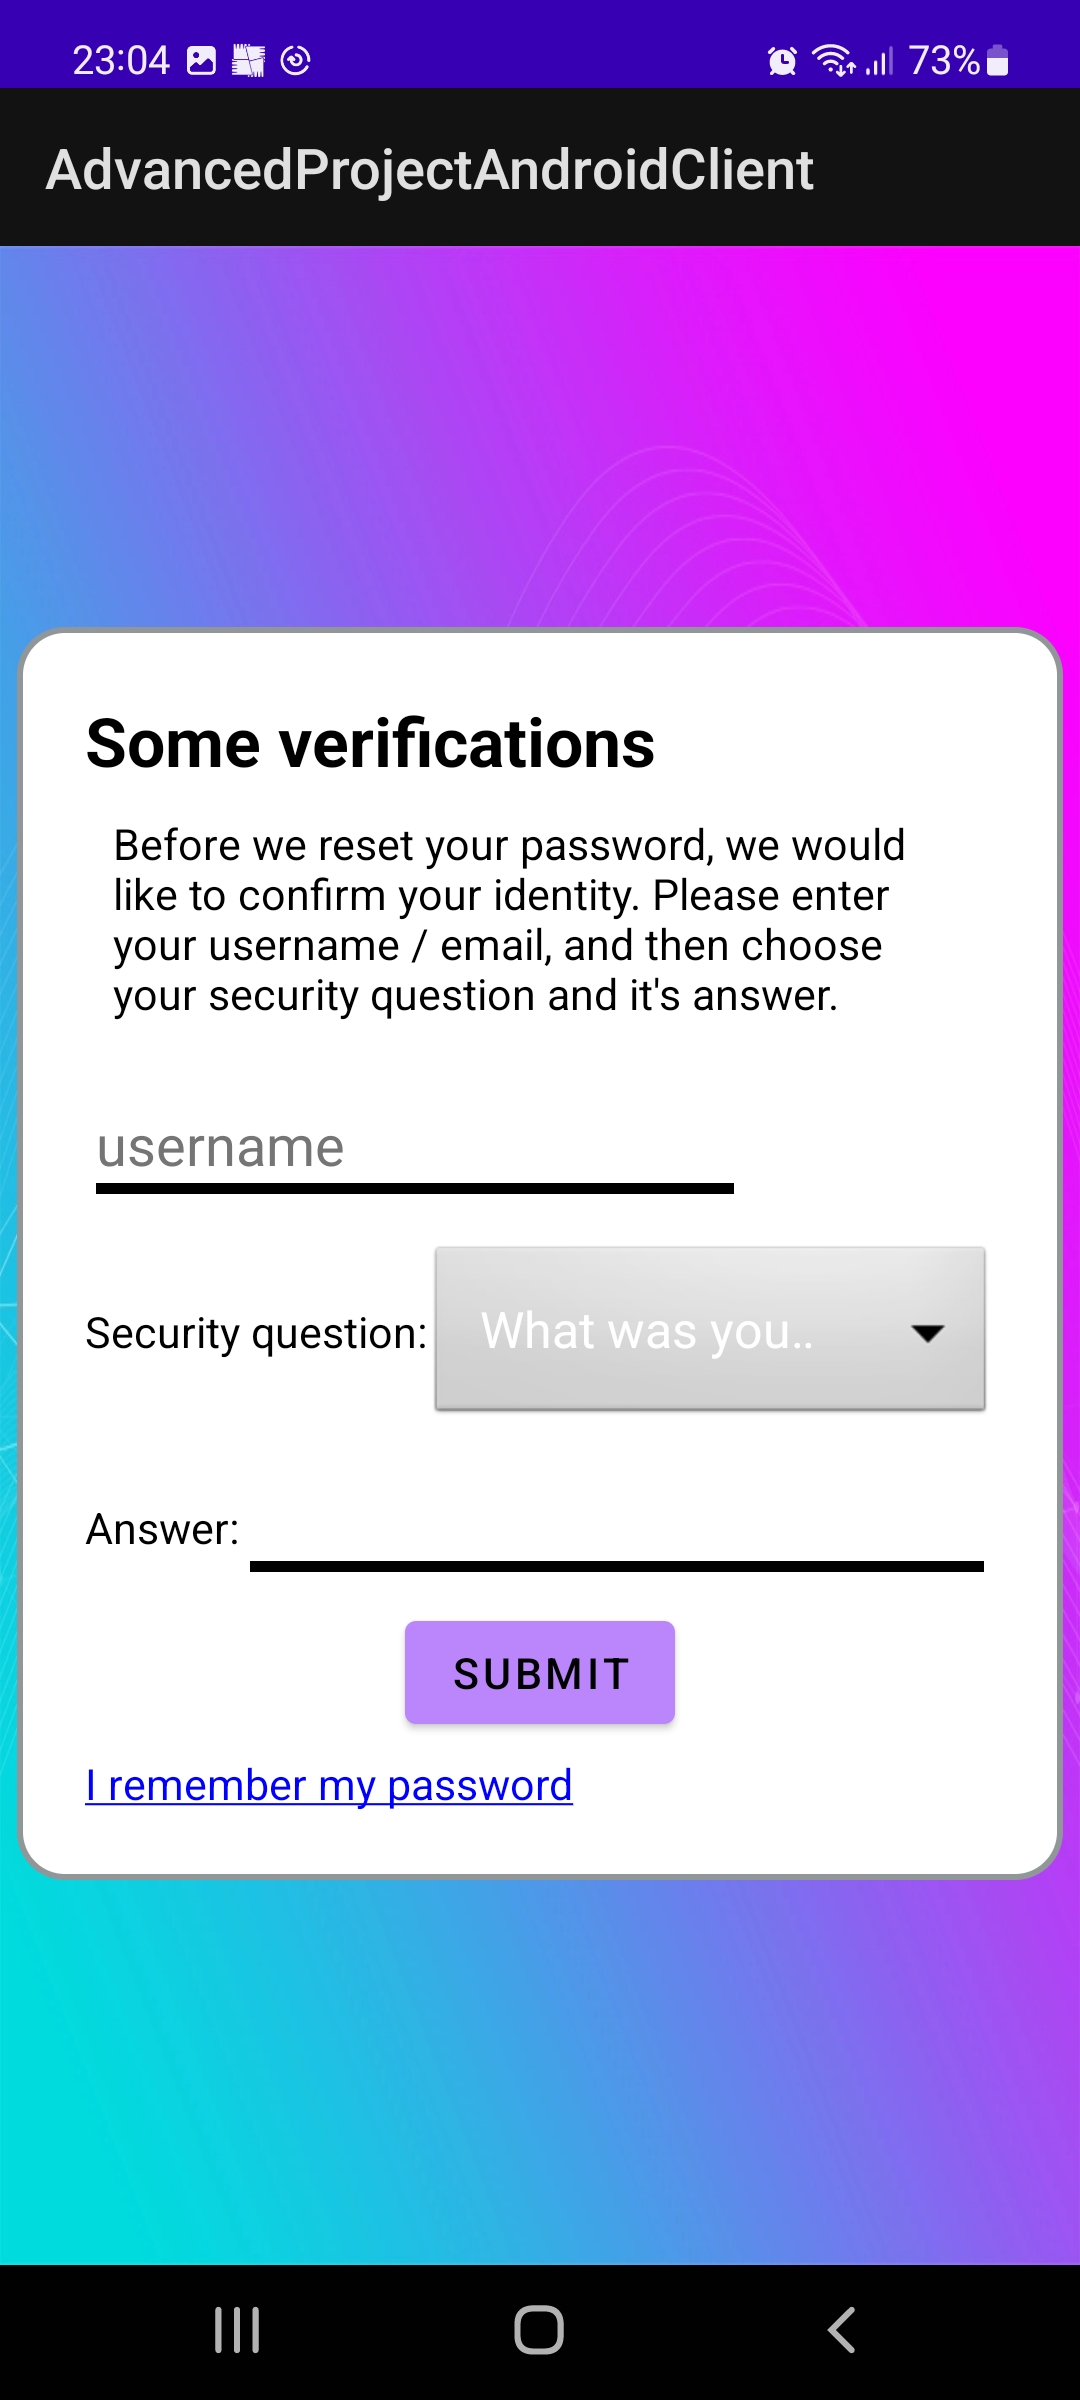 23:04 73%
AdvancedProjectAndroidClient
Some verifications
Before we reset your password, we would
like to confirm your identity. Please enter
your username / email, and then choose
your security question and it's answer.
username
Security question: What was you..
Answer:
SUBMIT
I remember my password